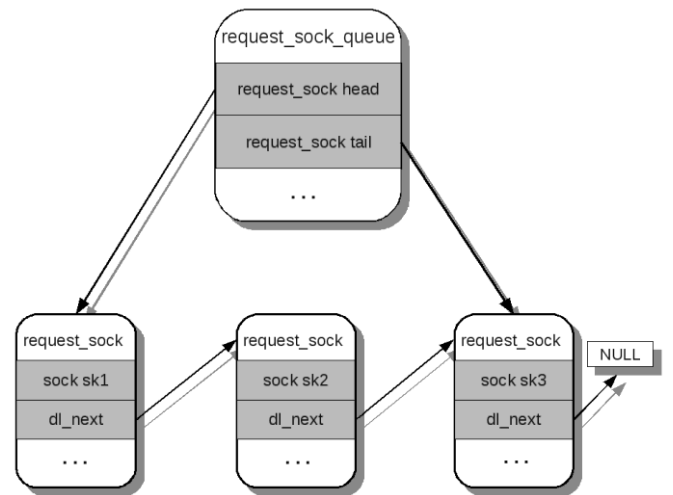 request_sock_queue
request_sock head
request_sock tail
...
request_sock
sock sk1
dl_next
...
request_sock
sock sk2
dl_next
...
request_sock
sock sk3
dl_next
...
NULL